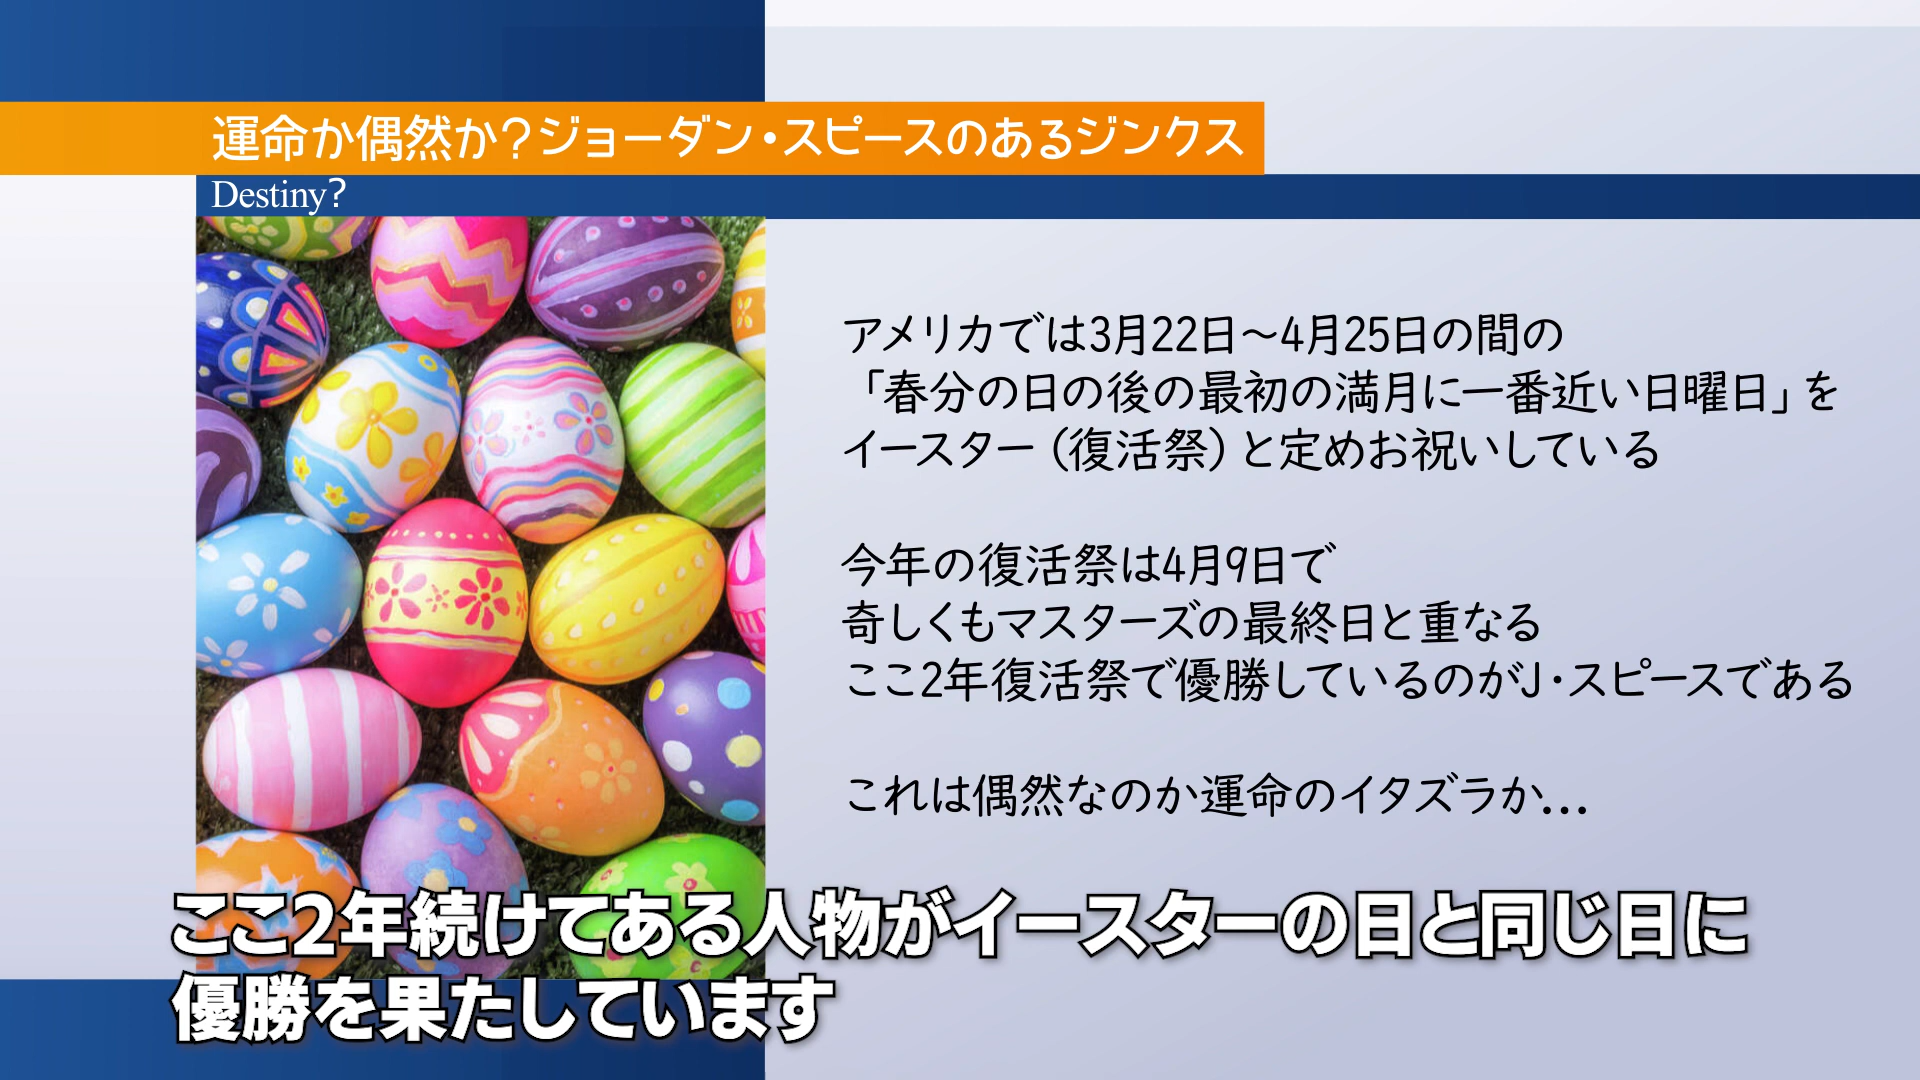 運命か偶然か？ジョーダン・スピースのあるジンクス
Destiny?
アメリカでは3月22日～4月25日の間の
「春分の日の後の最初の満月に一番近い日曜日」を
イースター（復活祭）と定めお祝いしている
今年の復活祭は4月9日で
奇しくもマスターズの最終日と重なる
ここ2年復活祭で優勝しているのがJ・スピースである
これは偶然なのか運命のイタズラか…
ここ2年続けてある人物がイースターの日と同じ日に
優勝を果たしています